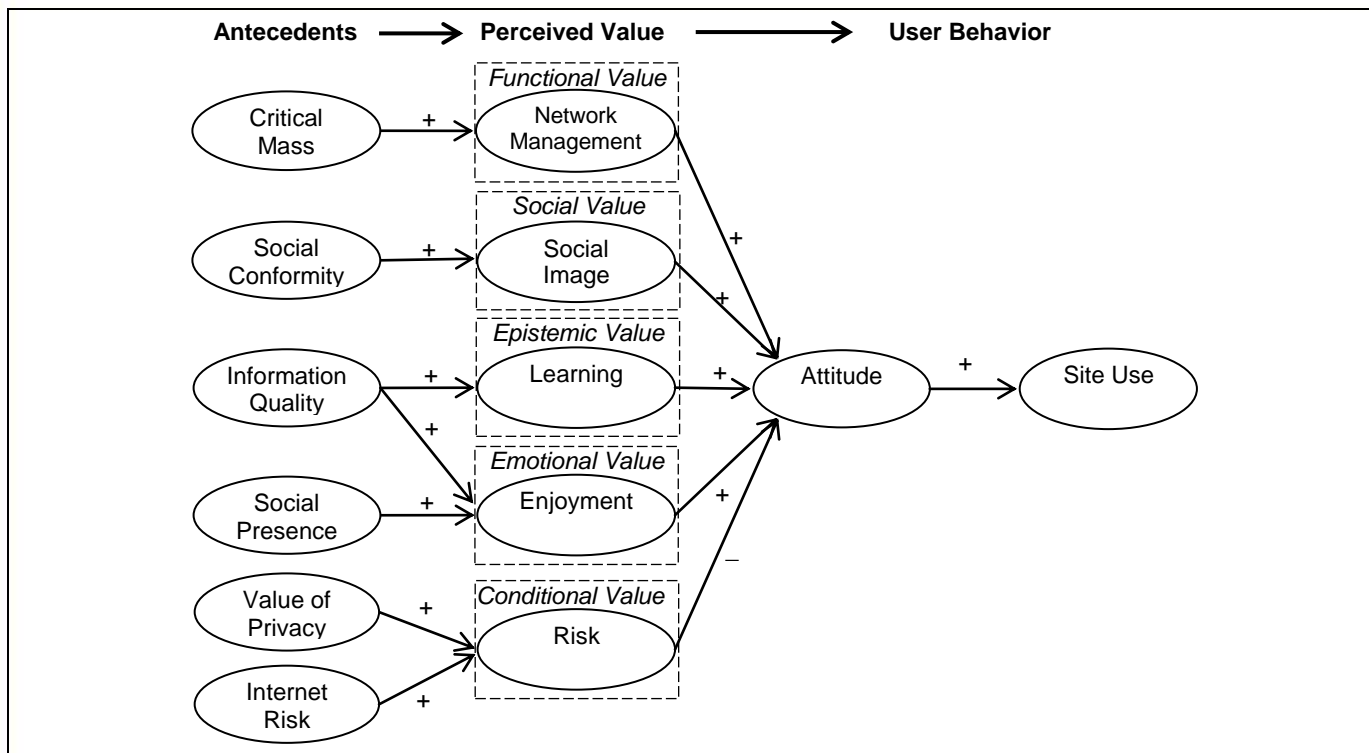 Antecedents Perceived Value User Behavior
Functional Value
Critical
Mass
+
Network
Management
+
Social Value
Social
Conformity
+
Social
Image
+
Epistemic Value
Information
Quality
+
+
Learning
+
Attitude
+
Site Use
Emotional Value
Social
Presence
+
Enjoyment
+
Conditional Value
Value of
Privacy
+
Risk
–
Internet
Risk
+